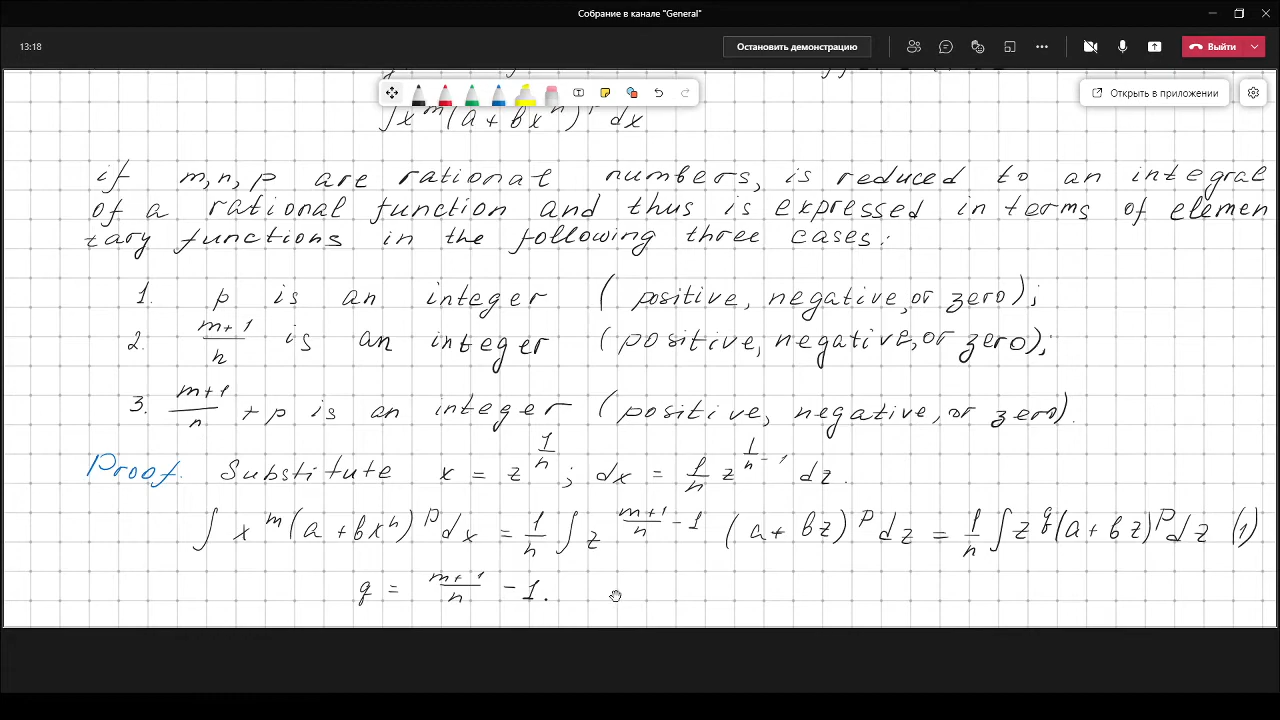 Собрание в канале "General"
13:18
Остановить демонстрацию
Выйти
Открыть в приложении
∫x^m(a+bx^n)^p dx
if m,n,p are rational numbers, is reduced to an integral
of a rational function and thus is expressed in terms of elemen
tary functions in the following three cases:
1. p is an integer (positive, negative, or zero);
2. (m+1)/n is an integer (positive, negative, or zero);
3. (m+1)/n + p is an integer (positive, negative, or zero).
Proof. Substitute x = z^(1/n); dx = 1/n z^(1/n - 1) dz.
∫ x^m (a+bx^n)^p dx = 1/n ∫ z^((m+1)/n - 1) (a+bz)^p dz = 1/n ∫ z^q (a+bz)^p dz (1)
q = (m+1)/n - 1.